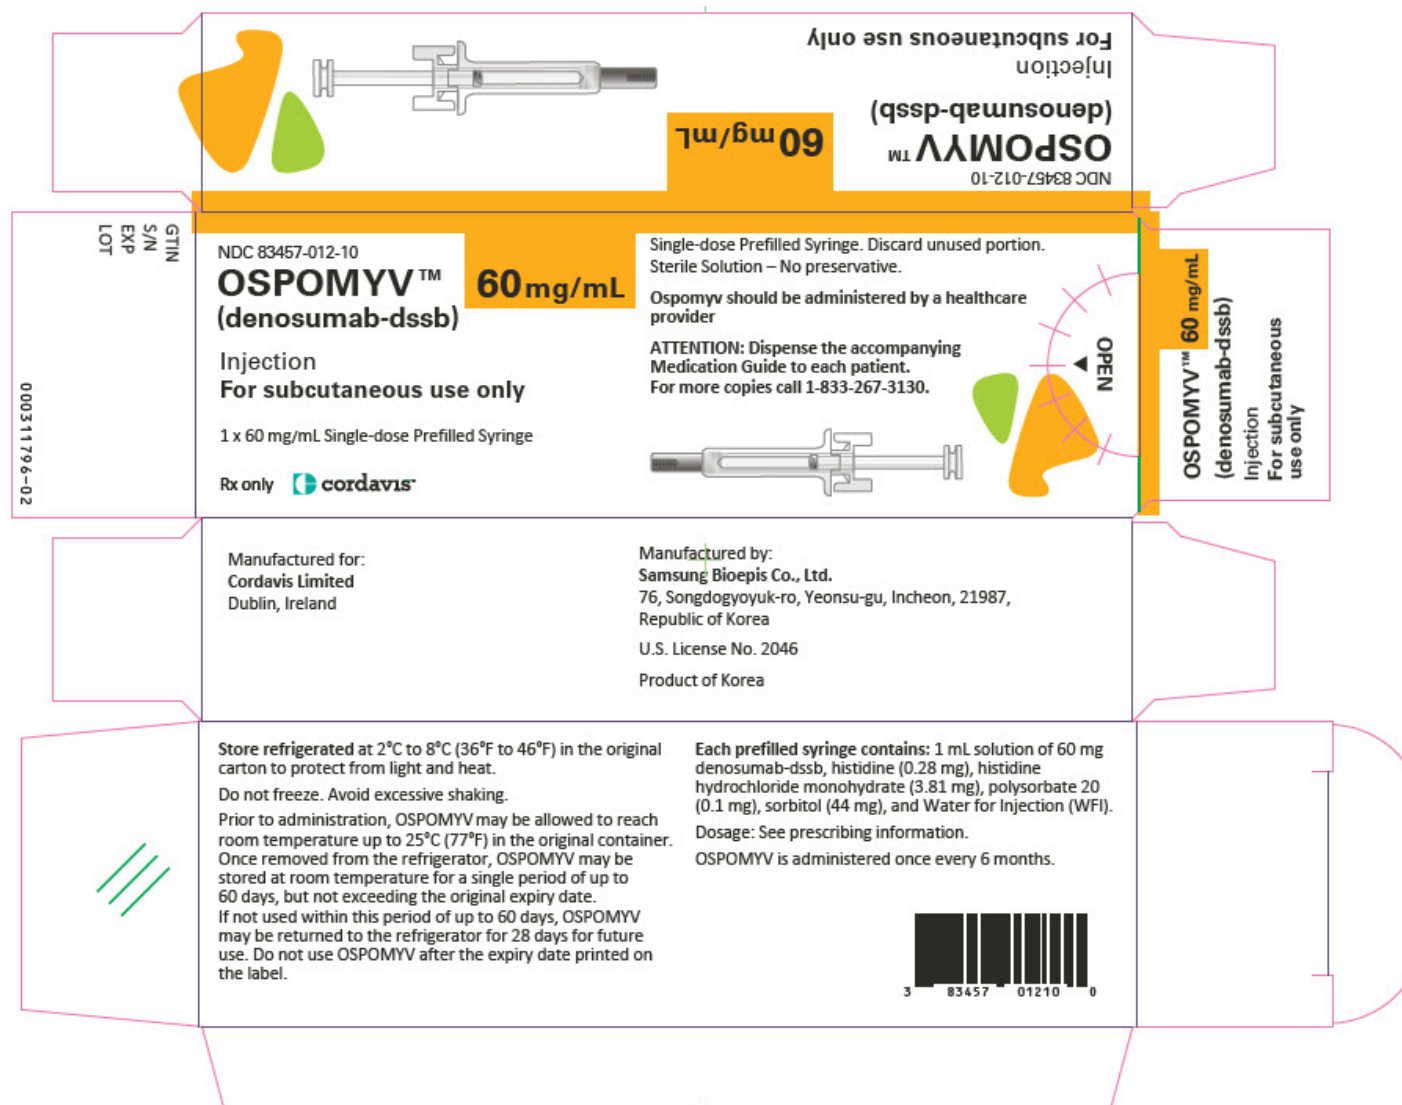 For subcutaneous use only
Injection
(denosumab-dssb)
OSPOMYV™
NDC 83457-012-10
60 mg/mL
GTIN
S/N
EXP
LOT
000311796-02
NDC 83457-012-10
OSPOMYV™
(denosumab-dssb)
60 mg/mL
Injection
For subcutaneous use only
1 x 60 mg/mL Single-dose Prefilled Syringe
Rx only
cordavis™
Single-dose Prefilled Syringe. Discard unused portion.
Sterile Solution – No preservative.
Ospomyv should be administered by a healthcare
provider
ATTENTION: Dispense the accompanying
Medication Guide to each patient.
For more copies call 1-833-267-3130.
OPEN
OSPOMYV™ 60 mg/mL
(denosumab-dssb)
Injection
For subcutaneous
use only
Manufactured for:
Cordavis Limited
Dublin, Ireland
Manufactured by:
Samsung Bioepis Co., Ltd.
76, Songdogyoyuk-ro, Yeonsu-gu, Incheon, 21987,
Republic of Korea
U.S. License No. 2046
Product of Korea
Store refrigerated at 2°C to 8°C (36°F to 46°F) in the original
carton to protect from light and heat.
Do not freeze. Avoid excessive shaking.
Prior to administration, OSPOMYV may be allowed to reach
room temperature up to 25°C (77°F) in the original container.
Once removed from the refrigerator, OSPOMYV may be
stored at room temperature for a single period of up to
60 days, but not exceeding the original expiry date.
If not used within this period of up to 60 days, OSPOMYV
may be returned to the refrigerator for 28 days for future
use. Do not use OSPOMYV after the expiry date printed on
the label.
Each prefilled syringe contains: 1 mL solution of 60 mg
denosumab-dssb, histidine (0.28 mg), histidine
hydrochloride monohydrate (3.81 mg), polysorbate 20
(0.1 mg), sorbitol (44 mg), and Water for Injection (WFI).
Dosage: See prescribing information.
OSPOMYV is administered once every 6 months.
3 83457 01210 0